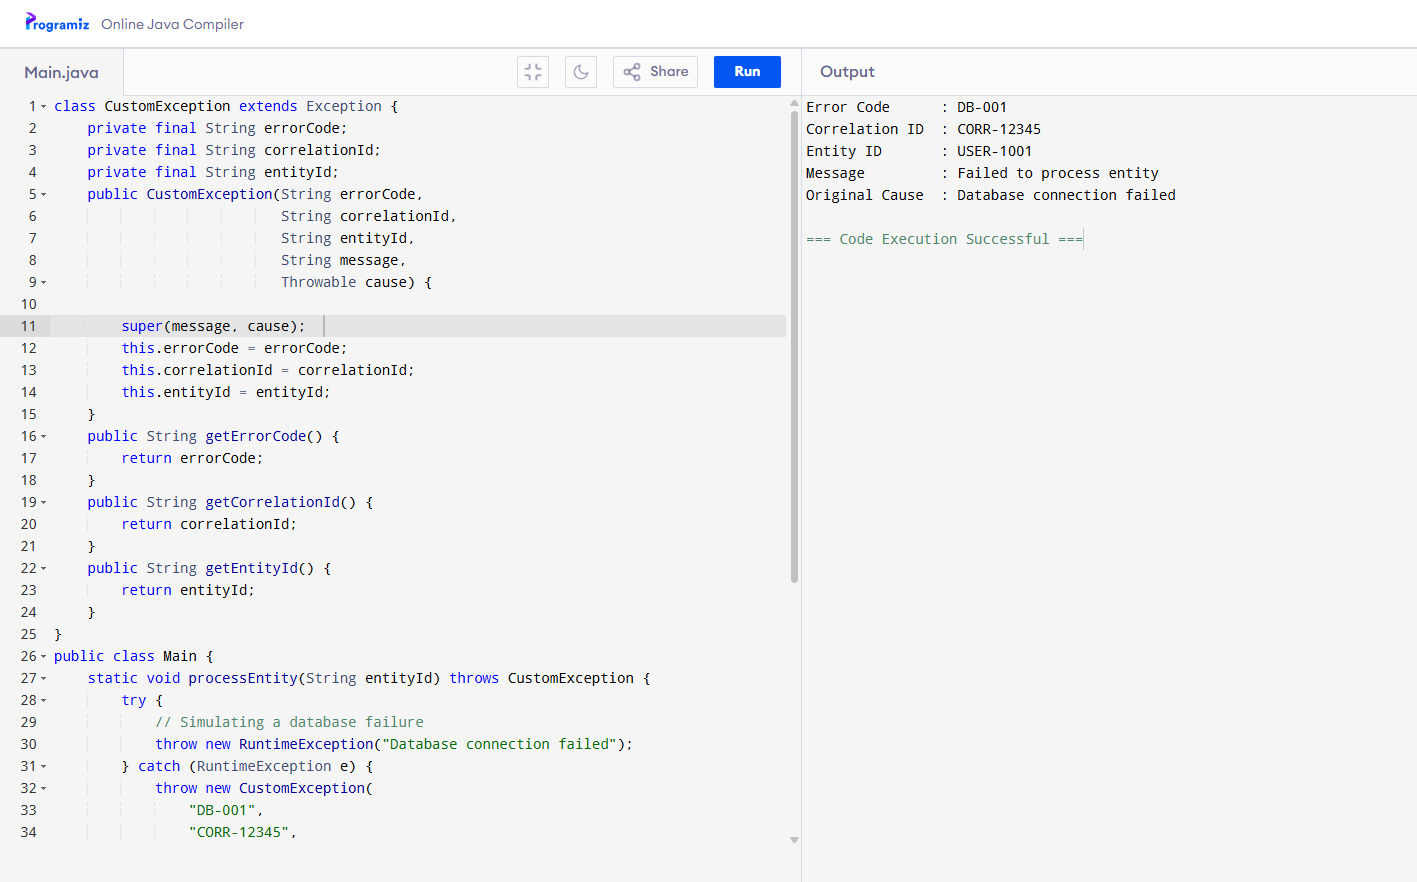 Programiz Online Java Compiler
Main.java
Share
Run
Output
1 class CustomException extends Exception {
2     private final String errorCode;
3     private final String correlationId;
4     private final String entityId;
5     public CustomException(String errorCode,
6                            String correlationId,
7                            String entityId,
8                            String message,
9                            Throwable cause) {
10
11         super(message, cause);
12         this.errorCode = errorCode;
13         this.correlationId = correlationId;
14         this.entityId = entityId;
15     }
16     public String getErrorCode() {
17         return errorCode;
18     }
19     public String getCorrelationId() {
20         return correlationId;
21     }
22     public String getEntityId() {
23         return entityId;
24     }
25 }
26 public class Main {
27     static void processEntity(String entityId) throws CustomException {
28         try {
29             // Simulating a database failure
30             throw new RuntimeException("Database connection failed");
31         } catch (RuntimeException e) {
32             throw new CustomException(
33                 "DB-001",
34                 "CORR-12345",
Error Code      : DB-001
Correlation ID  : CORR-12345
Entity ID       : USER-1001
Message         : Failed to process entity
Original Cause  : Database connection failed
=== Code Execution Successful ===